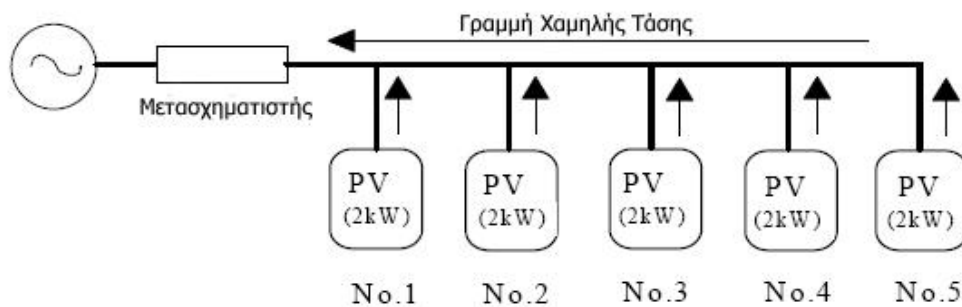 Γραμμή Χαμηλής Τάσης
Μετασχηματιστής
PV PV PV PV PV
(2kW) (2kW) (2kW) (2kW) (2kW)
No.1 No.2 No.3 No.4 No.5